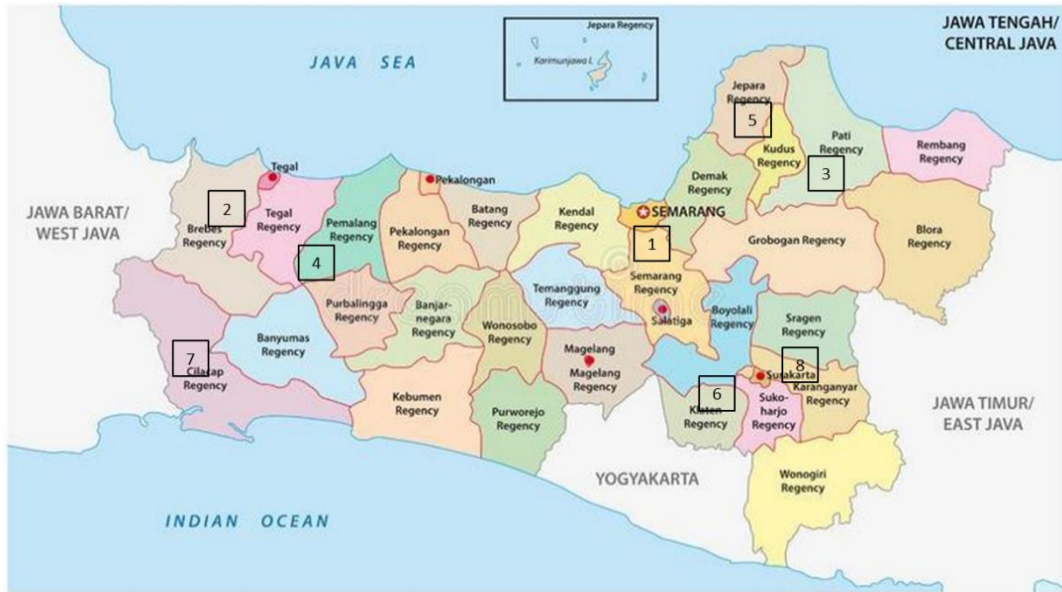 JAWA TENGAH/
CENTRAL JAVA
Jepara Regency
Karimunjawa I.
JAVA SEA
Jepara
Regency
5
Kudus
Regency
Pati
Regency
3
Rembang
Regency
Demak
Regency
Tegal
Pekalongan
JAWA BARAT/
WEST JAVA
2
Brebes
Regency
Tegal
Regency
4
Pemalang
Regency
Pekalongan
Regency
Batang
Regency
Kendal
Regency
SEMARANG
1
Semarang
Regency
Salatiga
Grobogan Regency
Blora
Regency
Purbalingga
Regency
Banjar-
negara
Regency
Wonosobo
Regency
Temanggung
Regency
Boyolali
Regency
Sragen
Regency
Banyumas
Regency
7
Cilacap
Regency
Kebumen
Regency
Purworejo
Regency
Magelang
Magelang
Regency
6
Klaten
Regency
8
Surakarta
Suko-
harjo
Regency
Karanganyar
Regency
JAWA TIMUR/
EAST JAVA
Wonogiri
Regency
YOGYAKARTA
INDIAN OCEAN